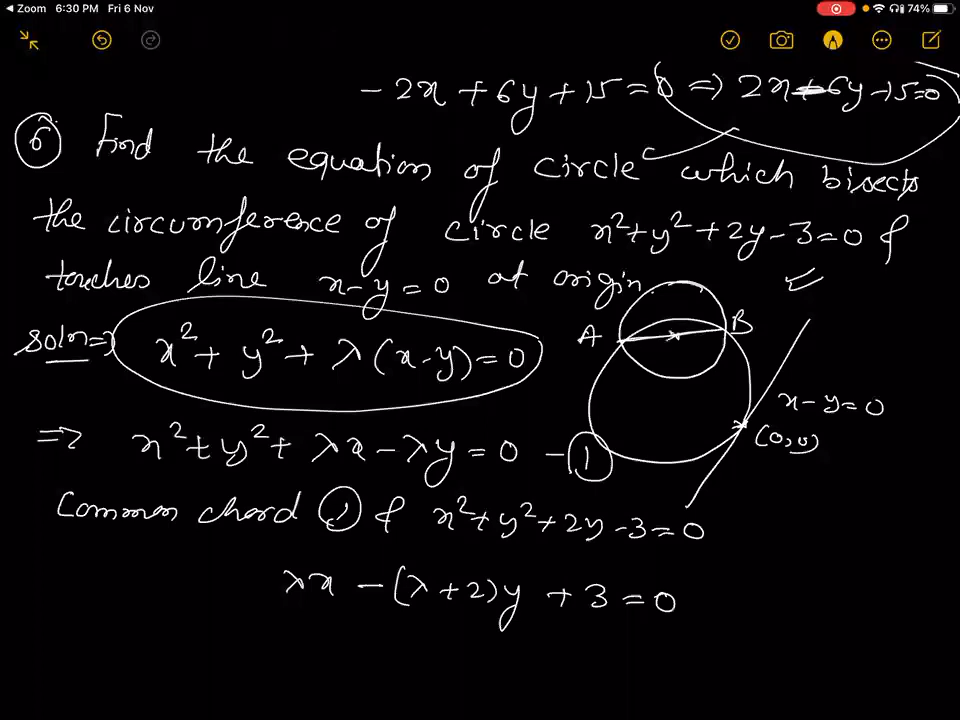 Zoom 6:30 PM Fri 6 Nov 74%
- 2x + 6y + 15 = 0 => 2x - 6y - 15 = 0
6 Find the equation of circle which bisects
the circumference of circle x² + y² + 2y - 3 = 0 &
touches line x - y = 0 at origin.
A B
soln => x² + y² + λ(x - y) = 0
x - y = 0
(0,0)
=> x² + y² + λx - λy = 0 - 1
Common chord 1 & x² + y² + 2y - 3 = 0
λx - (λ + 2)y + 3 = 0